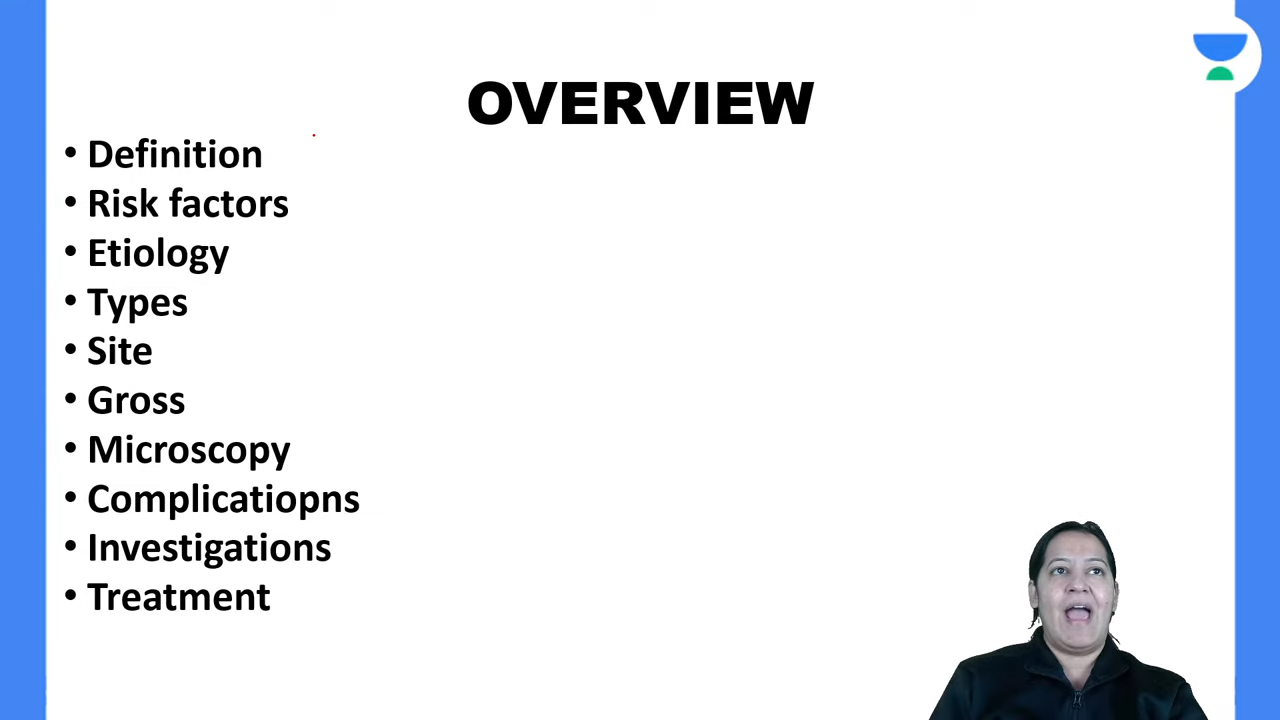 OVERVIEW
• Definition
• Risk factors
• Etiology
• Types
• Site
• Gross
• Microscopy
• Complicatiopns
• Investigations
• Treatment